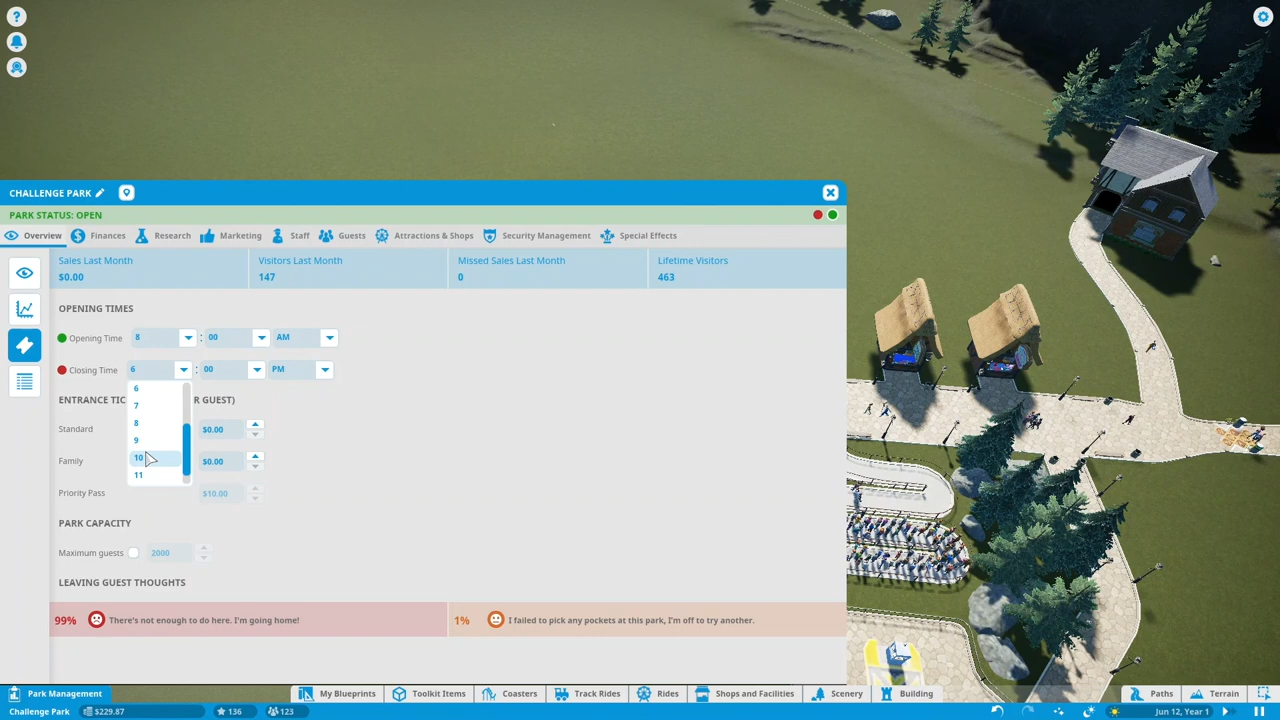 CHALLENGE PARK
PARK STATUS: OPEN
Overview Finances Research Marketing Staff Guests Attractions & Shops Security Management Special Effects
Sales Last Month Visitors Last Month Missed Sales Last Month Lifetime Visitors
$0.00 147 0 463
OPENING TIMES
Opening Time 8 : 00 AM
Closing Time 6 : 00 PM
6
ENTRANCE TIC R GUEST)
7
8
Standard $0.00
9
10
Family $0.00
11
Priority Pass $10.00
PARK CAPACITY
Maximum guests 2000
LEAVING GUEST THOUGHTS
99% There's not enough to do here. I'm going home! 1% I failed to pick any pockets at this park, I'm off to try another.
Park Management My Blueprints Toolkit Items Coasters Track Rides Rides Shops and Facilities Scenery Building Paths Terrain
Challenge Park $229.87 136 123 Jun 12, Year 1